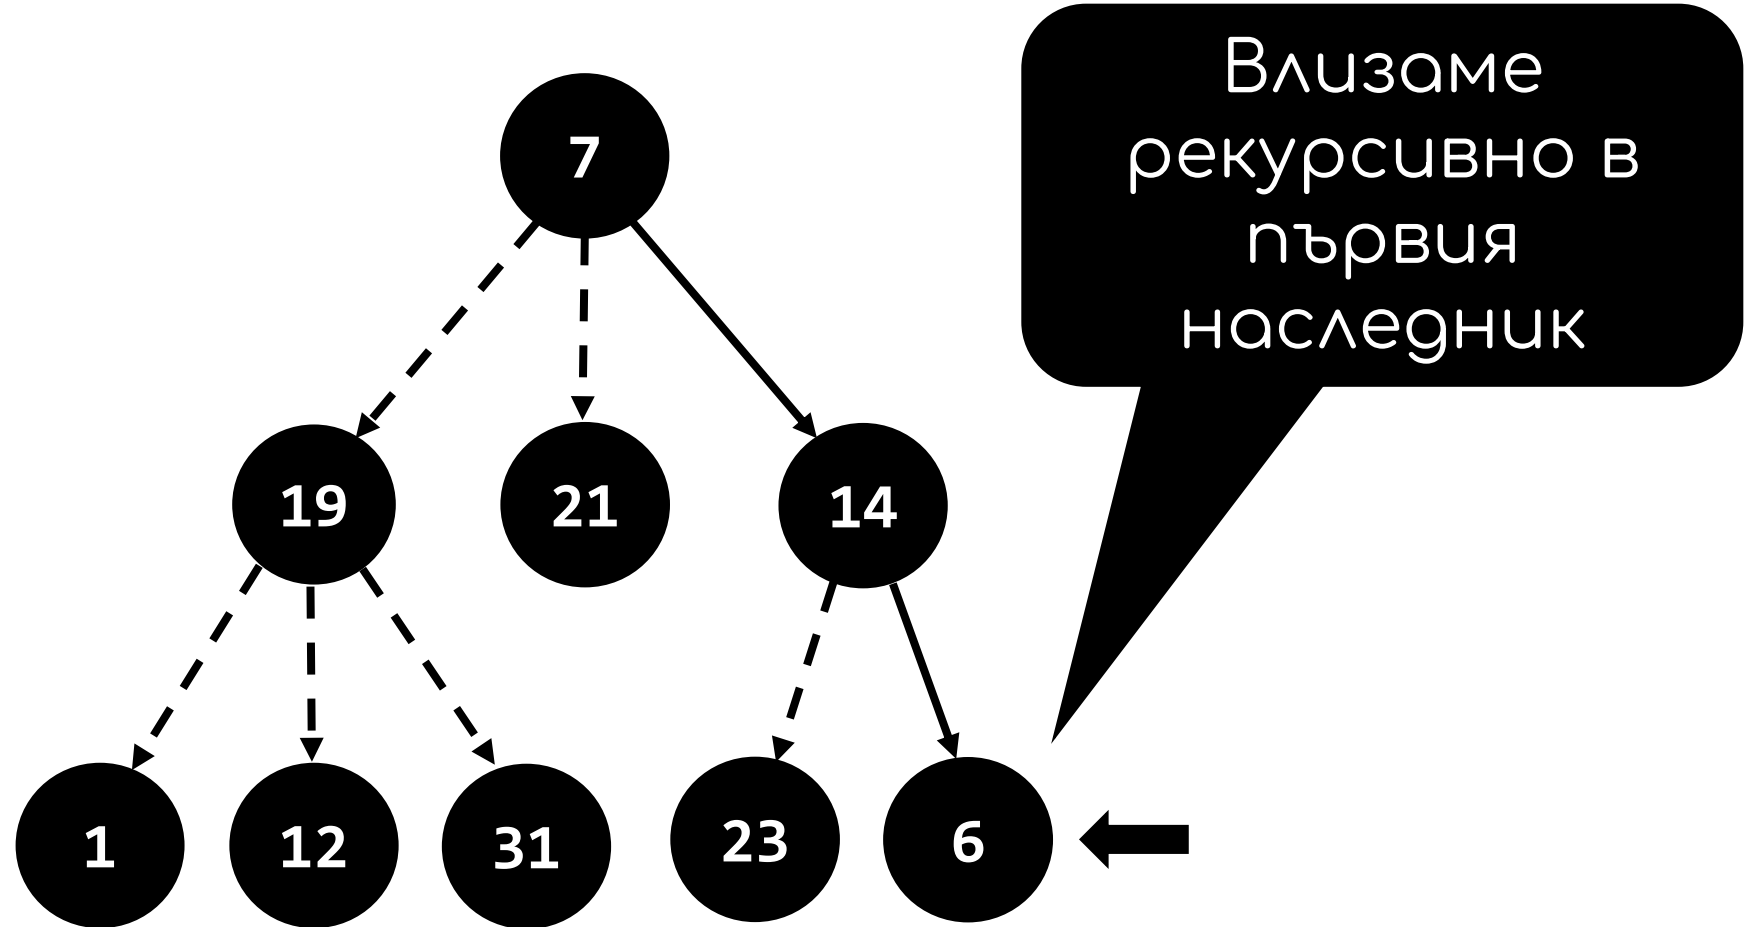 Влизаме
рекурсивно в
първия
наследник
7
19
21
14
1
12
31
23
6